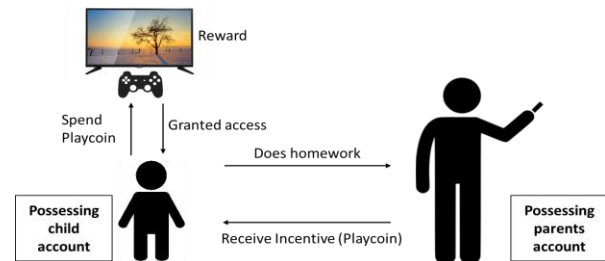 Reward
Spend
Playcoin
Granted access
Does homework
Possessing
child
account
Receive Incentive (Playcoin)
Possessing
parents
account